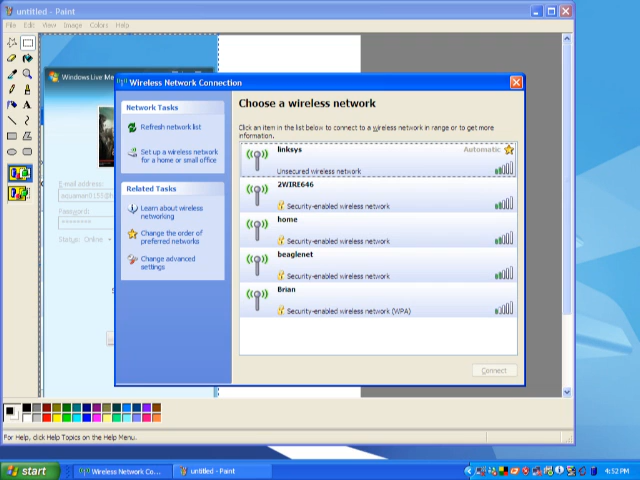 untitled - Paint
File Edit View Image Colors Help
Windows Live Me
Wireless Network Connection
Network Tasks
Refresh network list
Set up a wireless network
for a home or small office
Related Tasks
Learn about wireless
networking
Change the order of
preferred networks
Change advanced
settings
Choose a wireless network
Click an item in the list below to connect to a wireless network in range or to get more
information.
linksys
Automatic
Unsecured wireless network
2WIRE646
Security-enabled wireless network
home
Security-enabled wireless network
beaglenet
Security-enabled wireless network
Brian
Security-enabled wireless network (WPA)
Connect
E-mail address:
Password:
Status: Online
For Help, click Help Topics on the Help Menu.
start
Wireless Network Co...
untitled - Paint
4:52 PM